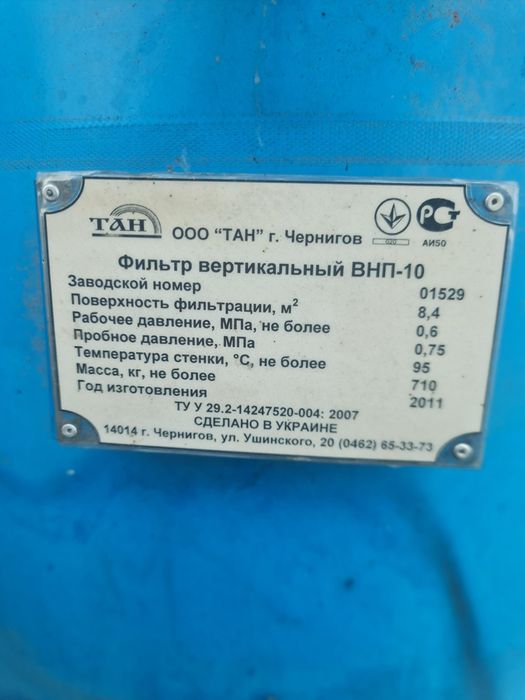 ТАН
ООО "ТАН" г. Чернигов
020
РСТ
АИ50
Фильтр вертикальный ВНП-10
Заводской номер 01529
Поверхность фильтрации, м² 8,4
Рабочее давление, МПа, не более 0,6
Пробное давление, МПа 0,75
Температура стенки, °С, не более 95
Масса, кг, не более 710
Год изготовления 2011
ТУ У 29.2-14247520-004: 2007
СДЕЛАНО В УКРАИНЕ
14014 г. Чернигов, ул. Ушинского, 20 (0462) 65-33-73